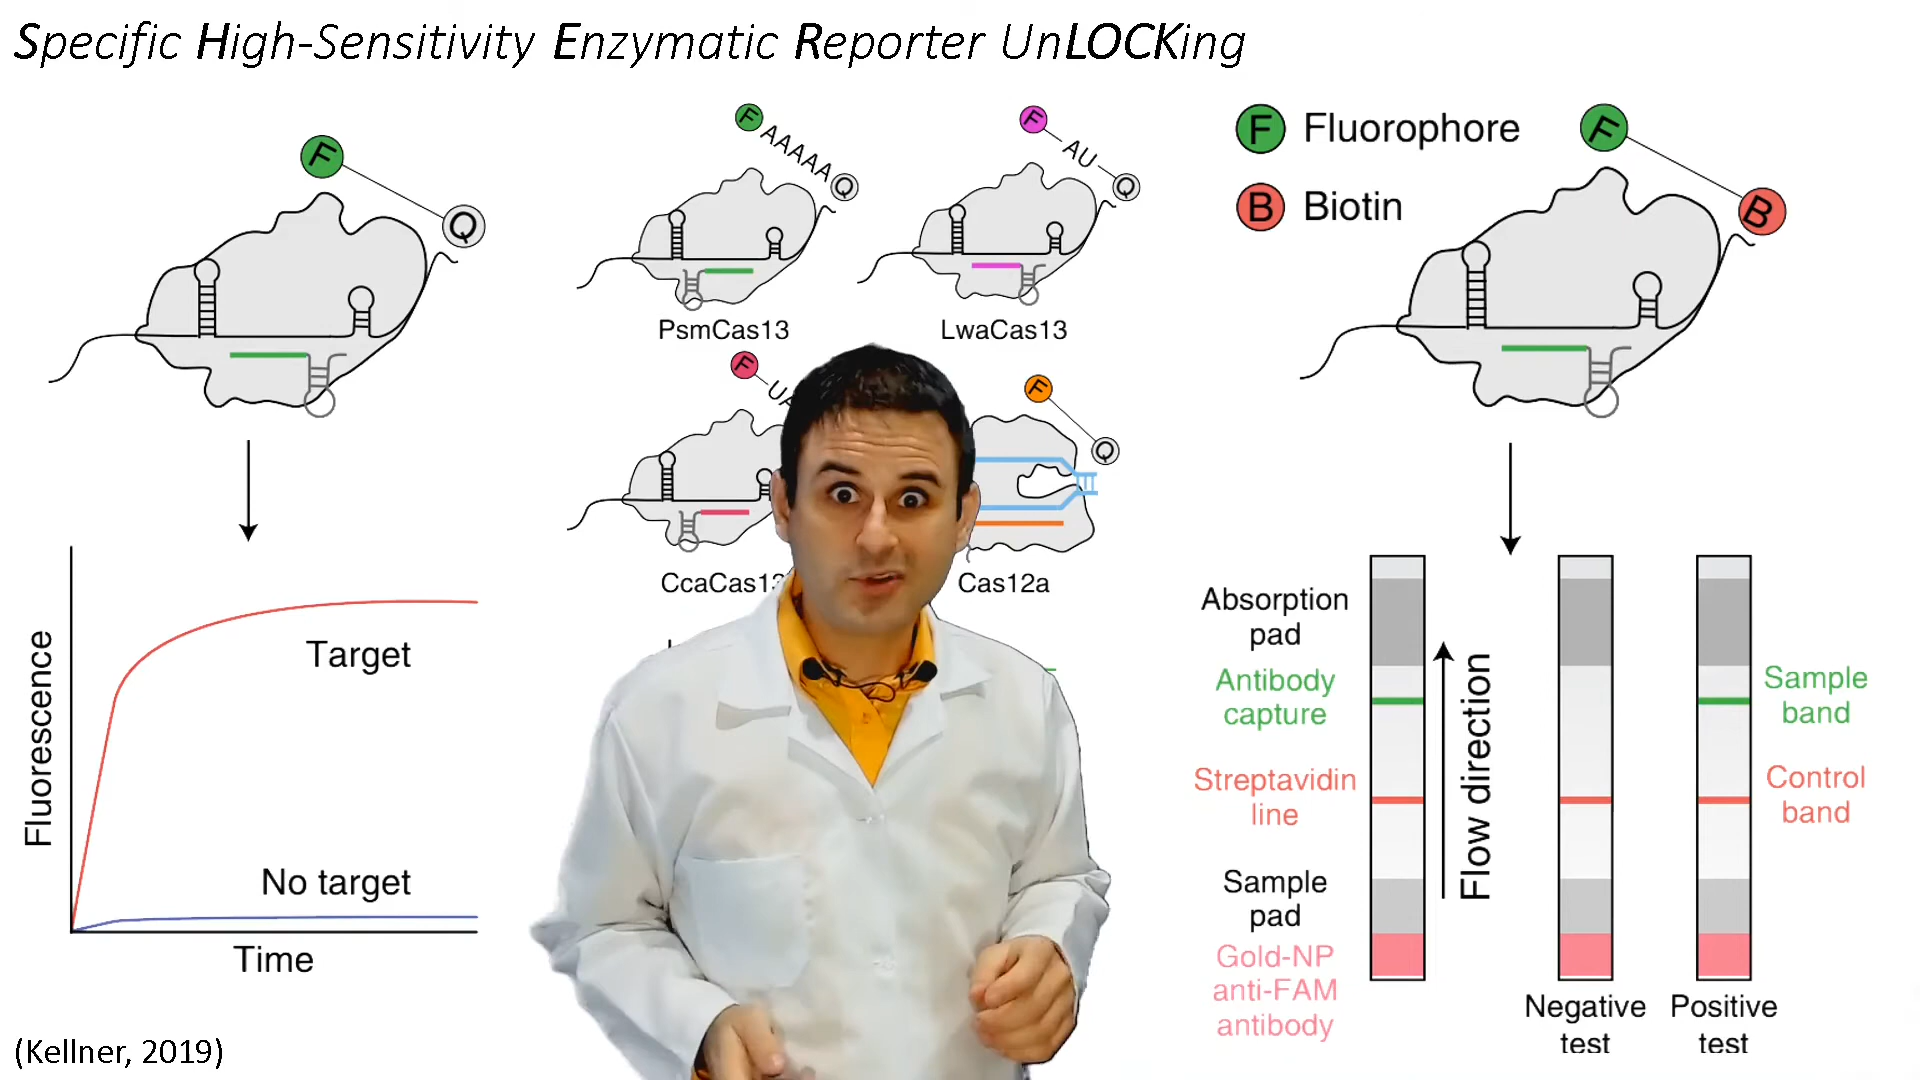 Specific High-Sensitivity Enzymatic Reporter UnLOCKing
F
Q
Fluorescence
Target
No target
Time
F
AAAAA
Q
PsmCas13
F
AU
Q
LwaCas13
F
F
Q
Cas12a
F Fluorophore
B Biotin
F
B
Absorption
pad
Antibody
capture
Streptavidin
line
Sample
pad
Gold-NP
anti-FAM
antibody
Flow direction
Negative
test
Positive
test
Sample
band
Control
band
(Kellner, 2019)